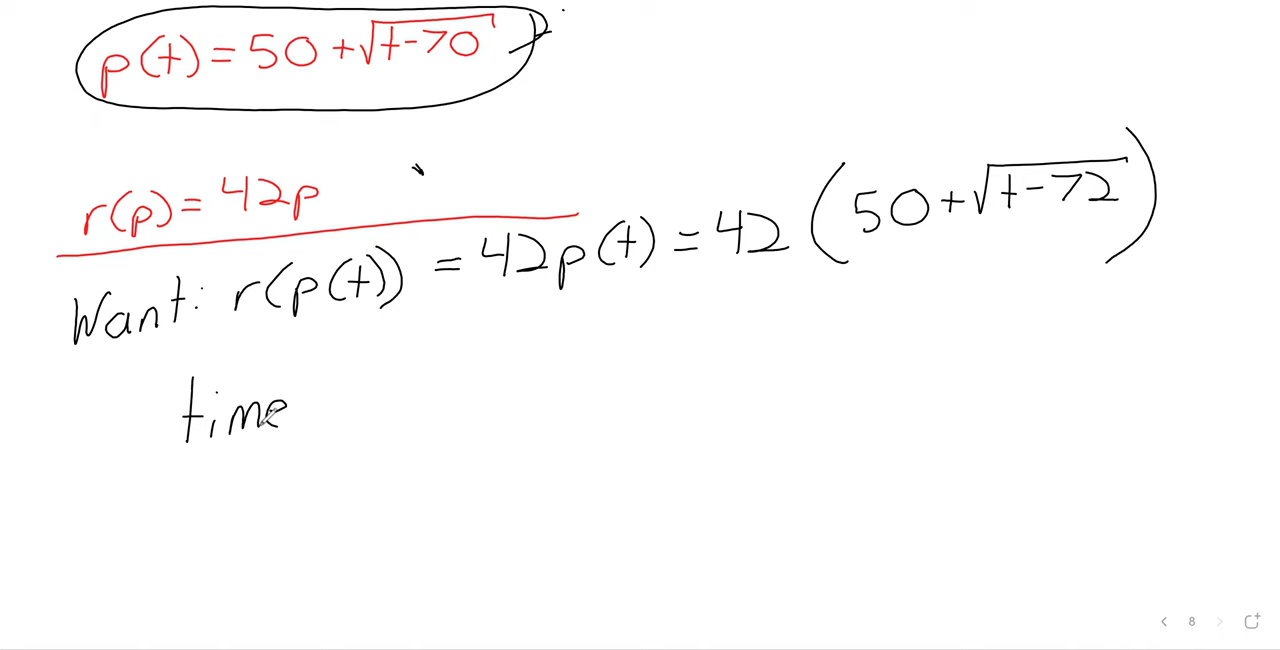 p(t) = 50 + √(t-70)
r(p) = 42p
Want: r(p(t)) = 42p(t) = 42(50+√(t-72))
time
< 8 >